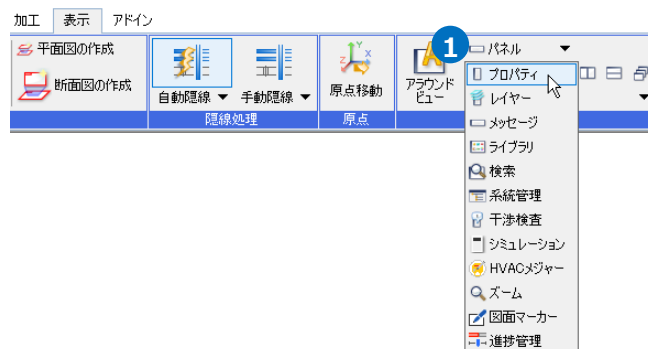 加工 表示 アドイン
平面図の作成
断面図の作成
自動隠線 手動隠線
隠線処理
原点移動
原点
アラウンド
ビュー
1
パネル
プロパティ
レイヤー
メッセージ
ライブラリ
検索
系統管理
干渉検査
シミュレーション
HVACメジャー
ズーム
図面マーカー
進捗管理